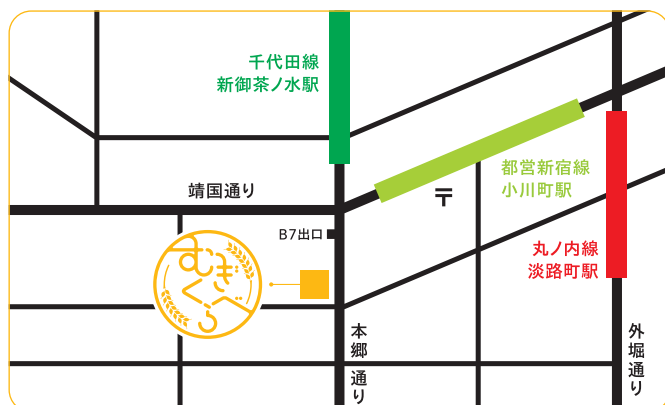 千代田線
新御茶ノ水駅
都営新宿線
小川町駅
靖国通り
〒
B7出口
丸ノ内線
淡路町駅
むぎくらべ
本郷通り
外堀通り